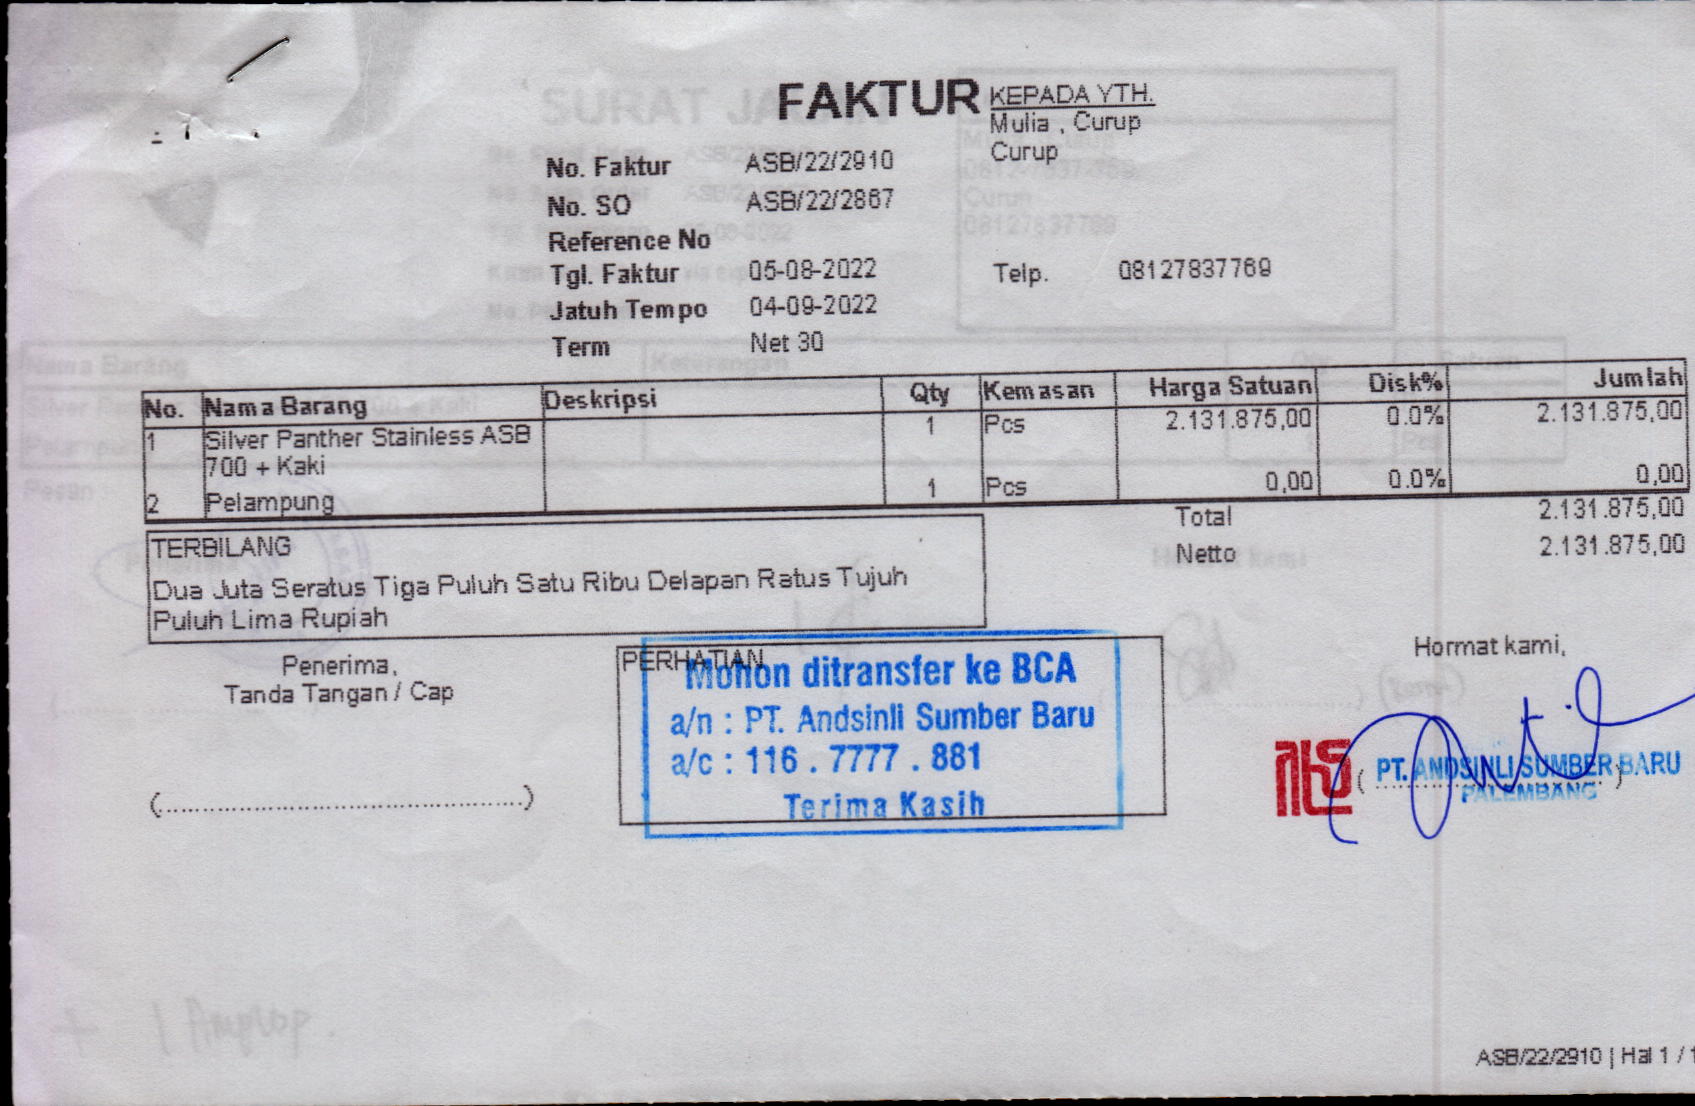 FAKTUR
KEPADA YTH.
Mulia , Curup
Curup
No. Faktur ASB/22/2910
No. SO ASB/22/2867
Reference No
Tgl. Faktur 05-08-2022
Telp. 08127837769
Jatuh Tempo 04-09-2022
Term Net 30
No. Nama Barang Deskripsi Qty Kemasan Harga Satuan Disk% Jumlah
1 Silver Panther Stainless ASB 1 Pcs 2.131.875,00 0.0% 2.131.875,00
700 + Kaki
2 Pelampung 1 Pcs 0,00 0.0% 0,00
Total 2.131.875,00
Netto 2.131.875,00
TERBILANG
Dua Juta Seratus Tiga Puluh Satu Ribu Delapan Ratus Tujuh
Puluh Lima Rupiah
Penerima,
Tanda Tangan / Cap
(..................................................)
PERHATIAN
Mohon ditransfer ke BCA
a/n : PT. Andsinli Sumber Baru
a/c : 116 . 7777 . 881
Terima Kasih
Hormat kami,
PT. ANDSINLI SUMBER BARU
PALEMBANG
+ 1 Amplop.
ASB/22/2910 | Hal 1 / 1